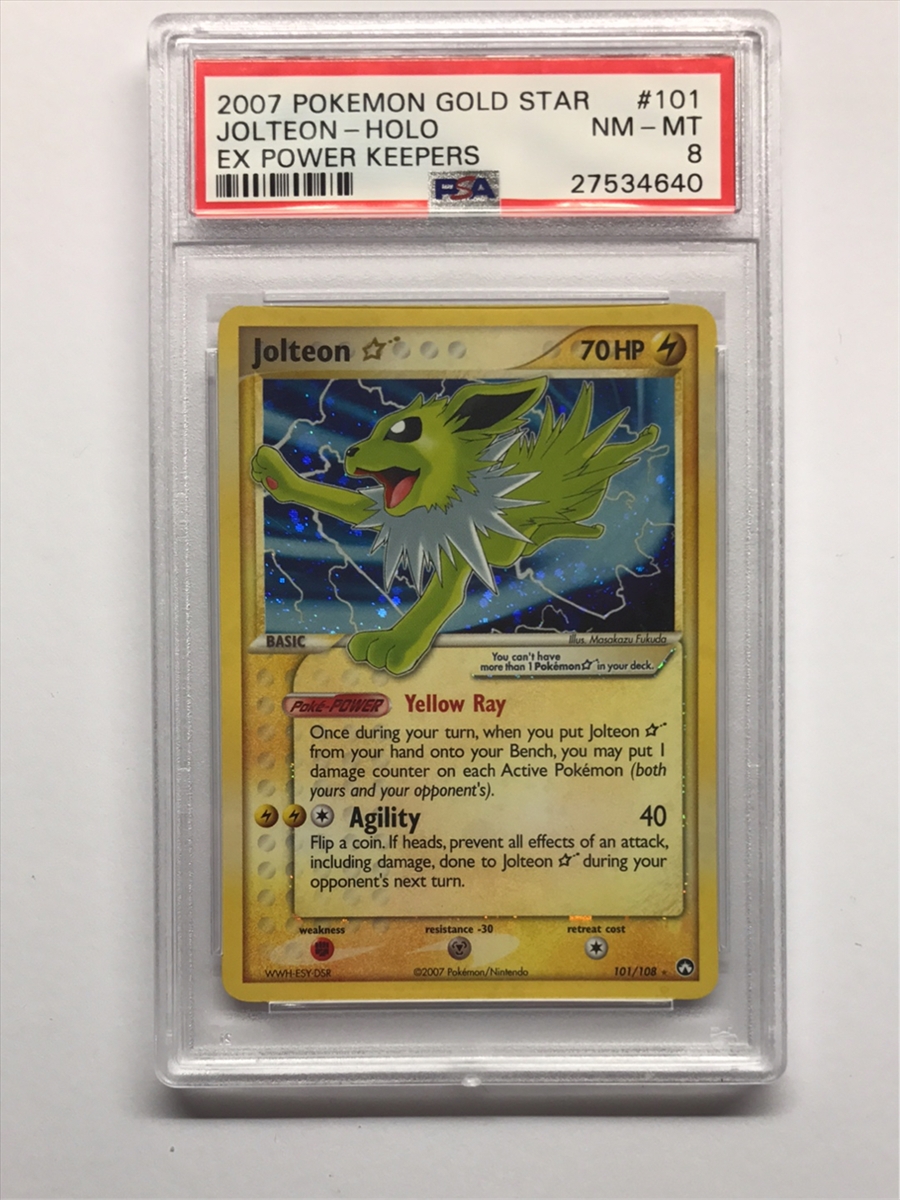 2007 POKEMON GOLD STAR #101
JOLTEON - HOLO NM - MT
EX POWER KEEPERS 8
PSA 27534640
Jolteon ☆ 70 HP
BASIC
Illus. Masakazu Fukuda
You can't have
more than 1 Pokémon☆ in your deck.
Poké-POWER Yellow Ray
Once during your turn, when you put Jolteon ☆
from your hand onto your Bench, you may put 1
damage counter on each Active Pokémon (both
yours and your opponent's).
Agility 40
Flip a coin. If heads, prevent all effects of an attack,
including damage, done to Jolteon ☆ during your
opponent's next turn.
weakness resistance -30 retreat cost
WWH-ESY-DSR ©2007 Pokémon/Nintendo 101/108 ★